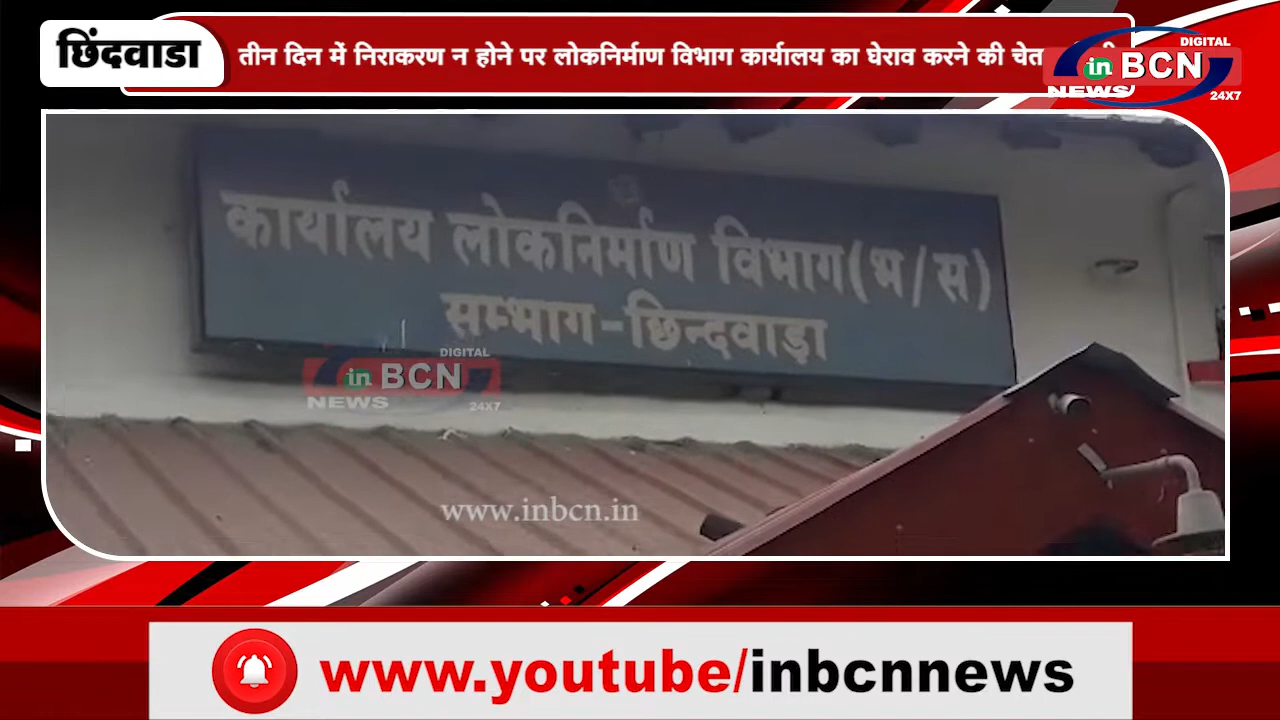 छिंदवाडा
तीन दिन में निराकरण न होने पर लोकनिर्माण विभाग कार्यालय का घेराव करने की
DIGITAL
in BCN
NEWS
24X7
कार्यालय लोकनिर्माण विभाग(भ/स)
सम्भाग-छिन्दवाड़ा
DIGITAL
in BCN
NEWS
24X7
www.inbcn.in
www.youtube/inbcnnews